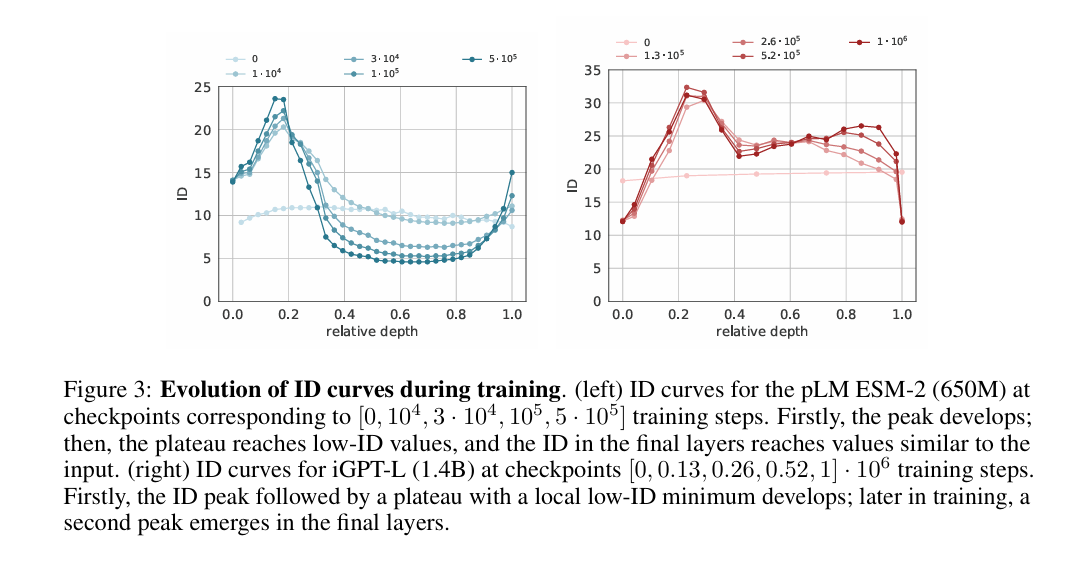 0
1·10⁴
3·10⁴
1·10⁵
5·10⁵
25
20
15
10
5
0
ID
0.0 0.2 0.4 0.6 0.8 1.0
relative depth
0
1.3·10⁵
2.6·10⁵
5.2·10⁵
1·10⁶
35
30
25
20
15
10
5
0
ID
0.0 0.2 0.4 0.6 0.8 1.0
relative depth
Figure 3: Evolution of ID curves during training. (left) ID curves for the pLM ESM-2 (650M) at
checkpoints corresponding to [0, 10⁴, 3 · 10⁴, 10⁵, 5 · 10⁵] training steps. Firstly, the peak develops;
then, the plateau reaches low-ID values, and the ID in the final layers reaches values similar to the
input. (right) ID curves for iGPT-L (1.4B) at checkpoints [0, 0.13, 0.26, 0.52, 1] · 10⁶ training steps.
Firstly, the ID peak followed by a plateau with a local low-ID minimum develops; later in training, a
second peak emerges in the final layers.